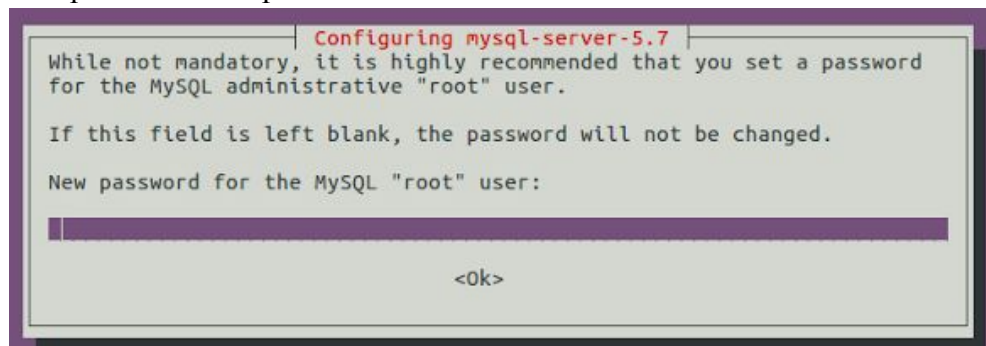 Configuring mysql-server-5.7
While not mandatory, it is highly recommended that you set a password
for the MySQL administrative "root" user.
If this field is left blank, the password will not be changed.
New password for the MySQL "root" user:
<Ok>